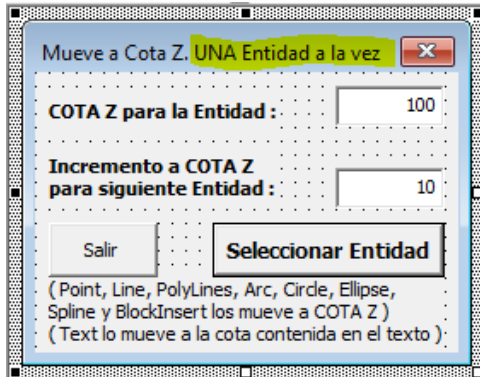 Mueve a Cota Z. UNA Entidad a la vez
COTA Z para la Entidad :
100
Incremento a COTA Z
para siguiente Entidad :
10
Salir
Seleccionar Entidad
( Point, Line, PolyLines, Arc, Circle, Ellipse,
Spline y BlockInsert los mueve a COTA Z )
( Text lo mueve a la cota contenida en el texto )